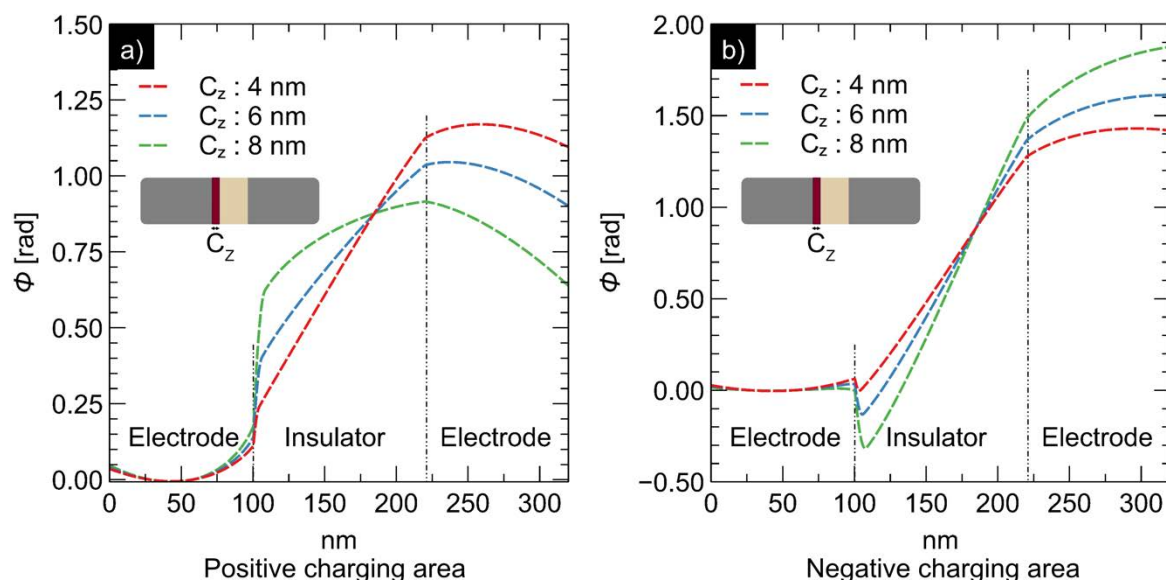 a)
1.50
1.25
1.00
0.75
0.50
0.25
0.00
Φ [rad]
C_z : 4 nm
C_z : 6 nm
C_z : 8 nm
C_z
Electrode Insulator Electrode
0 50 100 150 200 250 300
nm
Positive charging area
b)
2.00
1.50
1.00
0.50
0.00
−0.50
Φ [rad]
C_z : 4 nm
C_z : 6 nm
C_z : 8 nm
C_z
Electrode Insulator Electrode
0 50 100 150 200 250 300
nm
Negative charging area